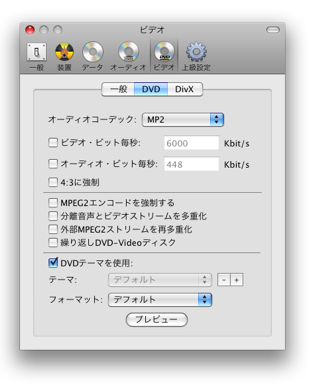 ビデオ
一般 装置 データ オーディオ ビデオ 上級設定
一般 DVD DivX
オーディオコーデック: MP2
ビデオ・ビット毎秒: 6000 Kbit/s
オーディオ・ビット毎秒: 448 Kbit/s
4:3に強制
MPEG2エンコードを強制する
分離音声とビデオストリームを多重化
外部MPEG2ストリームを再多重化
繰り返しDVD-Videoディスク
DVDテーマを使用:
テーマ: デフォルト - +
フォーマット: デフォルト
プレビュー